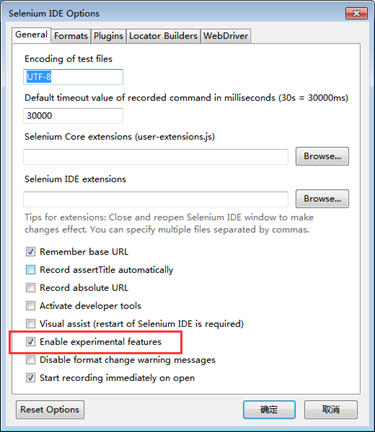 Selenium IDE Options
General Formats Plugins Locator Builders WebDriver
Encoding of test files
UTF-8
Default timeout value of recorded command in milliseconds (30s = 30000ms)
30000
Selenium Core extensions (user-extensions.js)
Browse...
Selenium IDE extensions
Browse...
Tips for extensions: Close and reopen Selenium IDE window to make
changes effect. You can specify multiple files separated by commas.
Remember base URL
Record assertTitle automatically
Record absolute URL
Activate developer tools
Visual assist (restart of Selenium IDE is required)
Enable experimental features
Disable format change warning messages
Start recording immediately on open
Reset Options 确定 取消